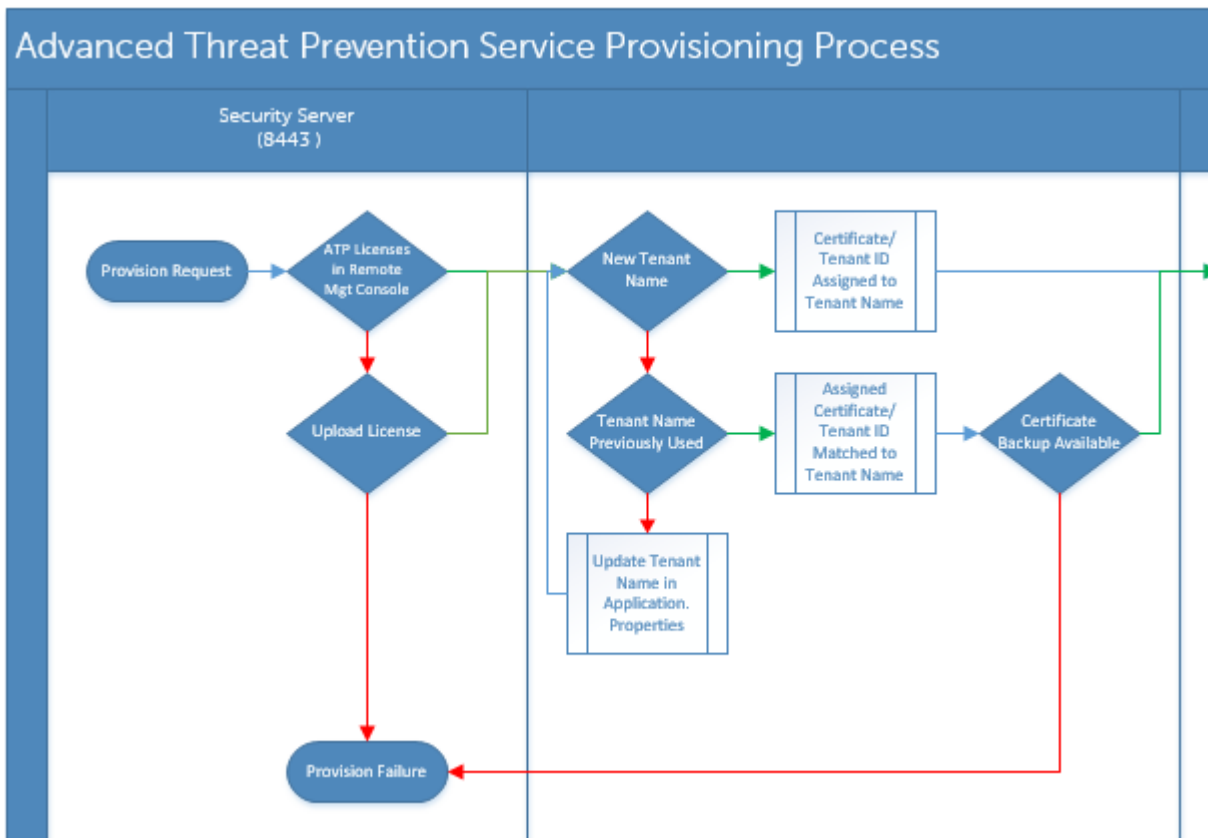 Advanced Threat Prevention Service Provisioning Process
Security Server
(8443 )
Provision Request
ATP Licenses
in Remote
Mgt Console
New Tenant
Name
Certificate/
Tenant ID
Assigned to
Tenant Name
Upload License
Tenant Name
Previously Used
Assigned
Certificate/
Tenant ID
Matched to
Tenant Name
Certificate
Backup Available
Update Tenant
Name in
Application.
Properties
Provision Failure